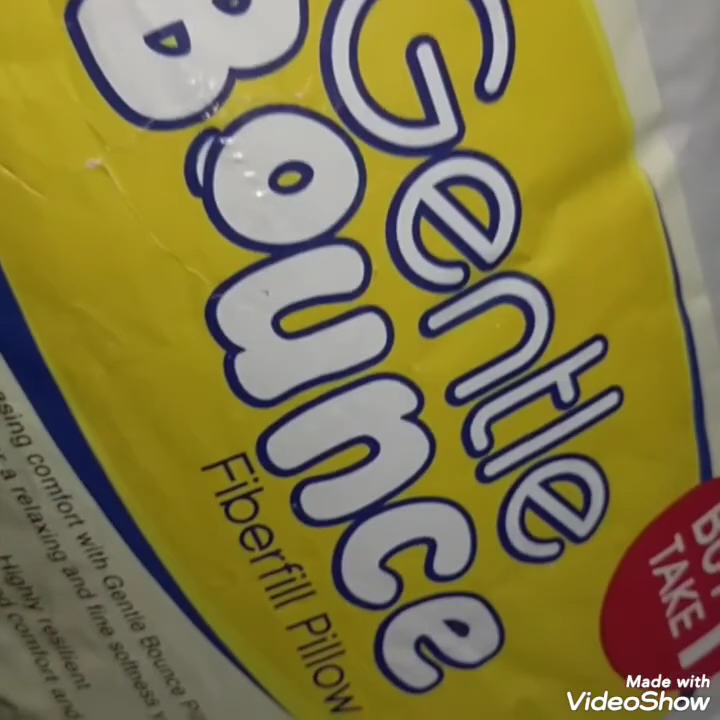 Gentle
Bounce
Fiberfill Pillow
TAKE 1
comfort with Gentle Bounce
a relaxing and fine softness
Highly resilient
comfort and
Made with
VideoShow